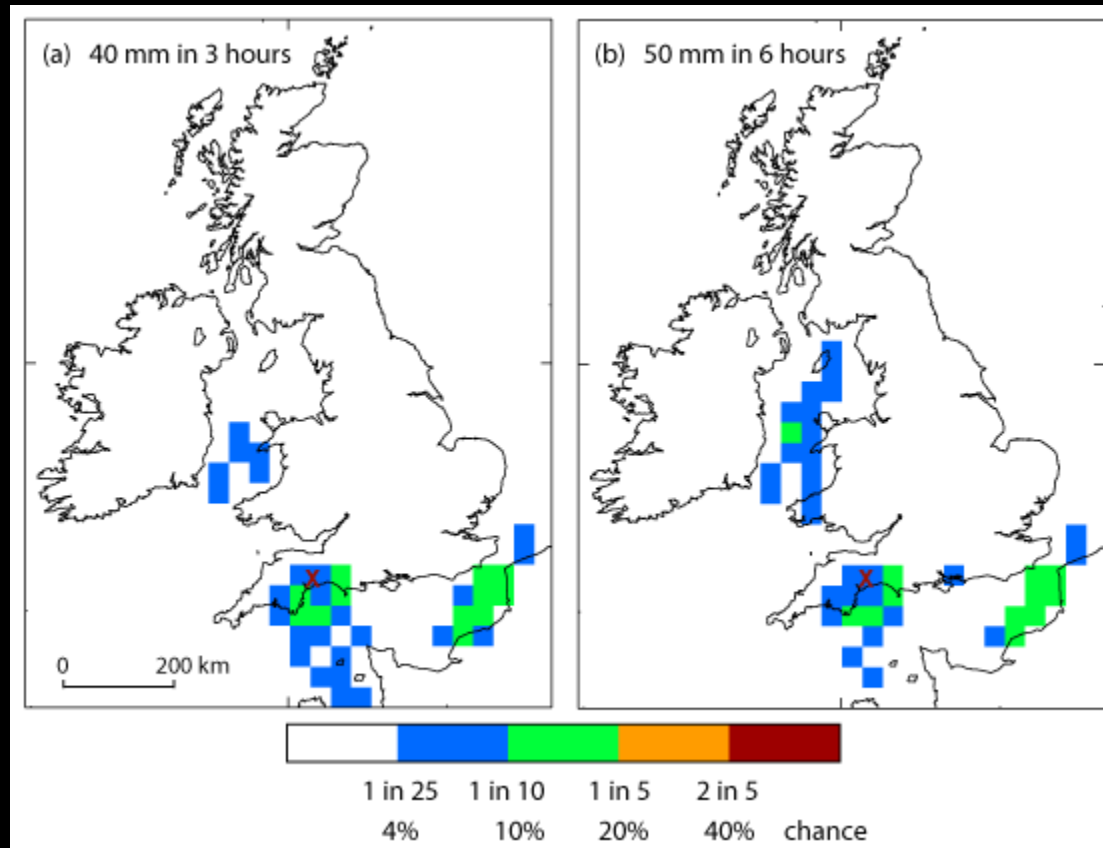 (a) 40 mm in 3 hours
(b) 50 mm in 6 hours
X
X
0 200 km
1 in 25 1 in 10 1 in 5 2 in 5
4% 10% 20% 40% chance